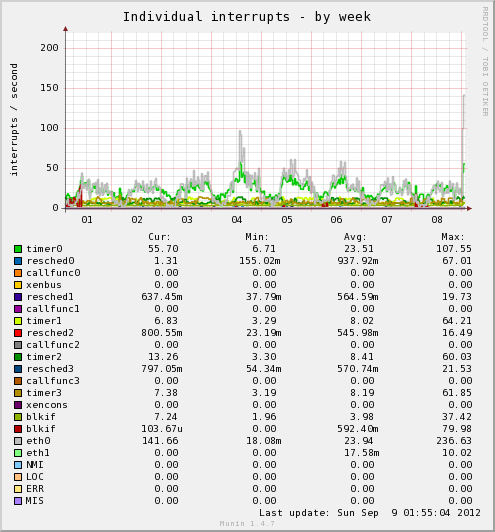 Individual interrupts - by week
RRDTOOL / TOBI OETIKER
interrupts / second
200
150
100
50
0
01 02 03 04 05 06 07 08
Cur: Min: Avg: Max:
timer0 55.70 6.71 23.51 107.55
resched0 1.31 155.02m 937.92m 67.01
callfunc0 0.00 0.00 0.00 0.00
xenbus 0.00 0.00 0.00 0.00
resched1 637.45m 37.79m 564.59m 19.73
callfunc1 0.00 0.00 0.00 0.00
timer1 6.83 3.29 8.02 64.21
resched2 800.55m 23.19m 545.98m 16.49
callfunc2 0.00 0.00 0.00 0.00
timer2 13.26 3.30 8.41 60.03
resched3 797.05m 54.34m 570.74m 21.53
callfunc3 0.00 0.00 0.00 0.00
timer3 7.38 3.19 8.19 61.85
xencons 0.00 0.00 0.00 0.00
blkif 7.24 1.96 3.98 37.42
blkif 103.67u 0.00 592.40m 79.98
eth0 141.66 18.08m 23.94 236.63
eth1 0.00 0.00 17.58m 10.02
NMI 0.00 0.00 0.00 0.00
LOC 0.00 0.00 0.00 0.00
ERR 0.00 0.00 0.00 0.00
MIS 0.00 0.00 0.00 0.00
Last update: Sun Sep 9 01:55:04 2012
Munin 1.4.7